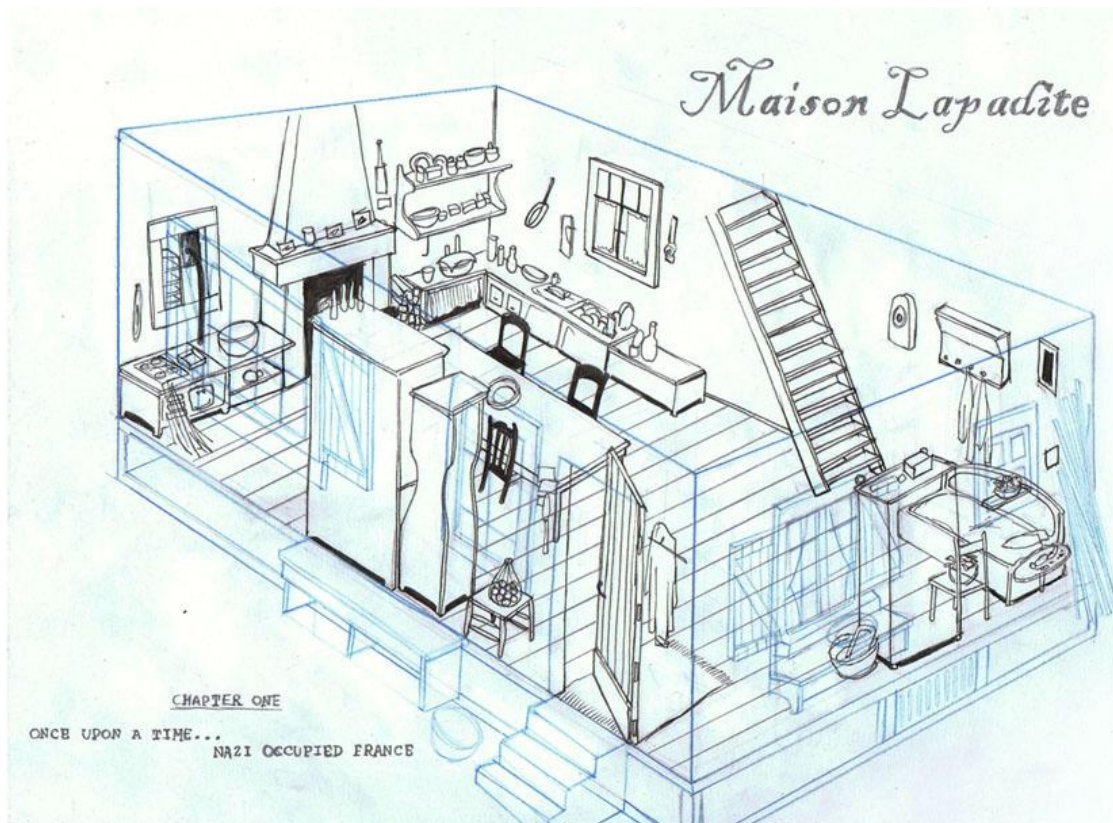 Maison Lapadite
CHAPTER ONE
ONCE UPON A TIME...
NAZI OCCUPIED FRANCE